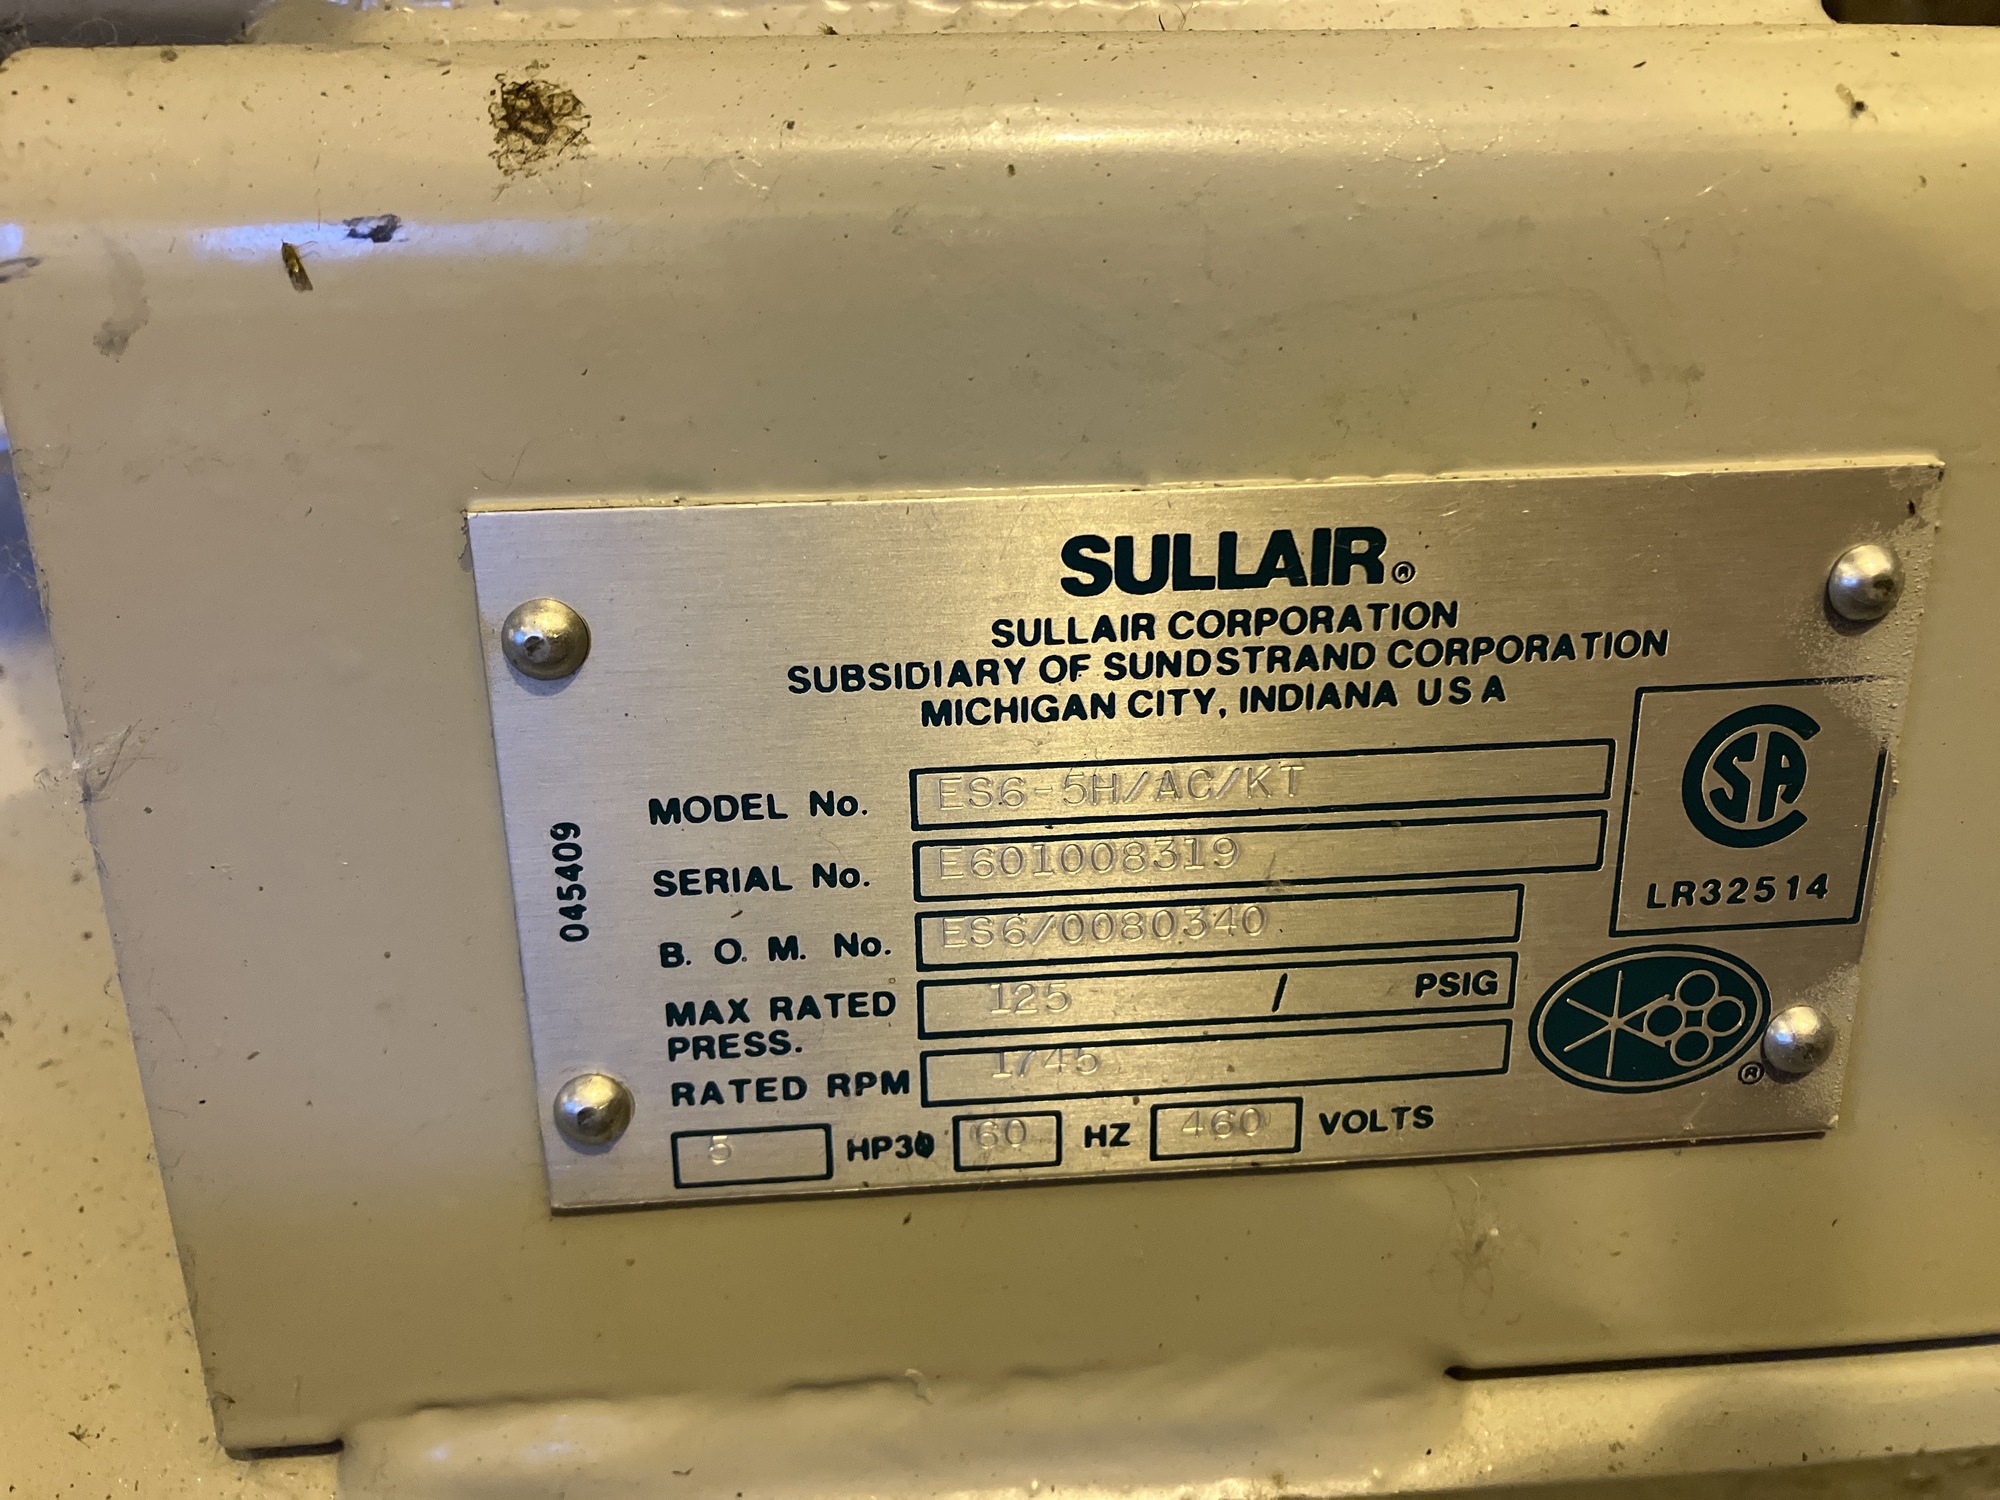 SULLAIR®
SULLAIR CORPORATION
SUBSIDIARY OF SUNDSTRAND CORPORATION
MICHIGAN CITY, INDIANA USA
MODEL No. ES6-5H/AC/KT
SERIAL No. E601008319
B. O. M. No. ES6/0080340
MAX RATED PRESS. 125 / PSIG
RATED RPM 1745
5 HP3Ø 60 HZ 460 VOLTS
045409
CSA
LR32514
®